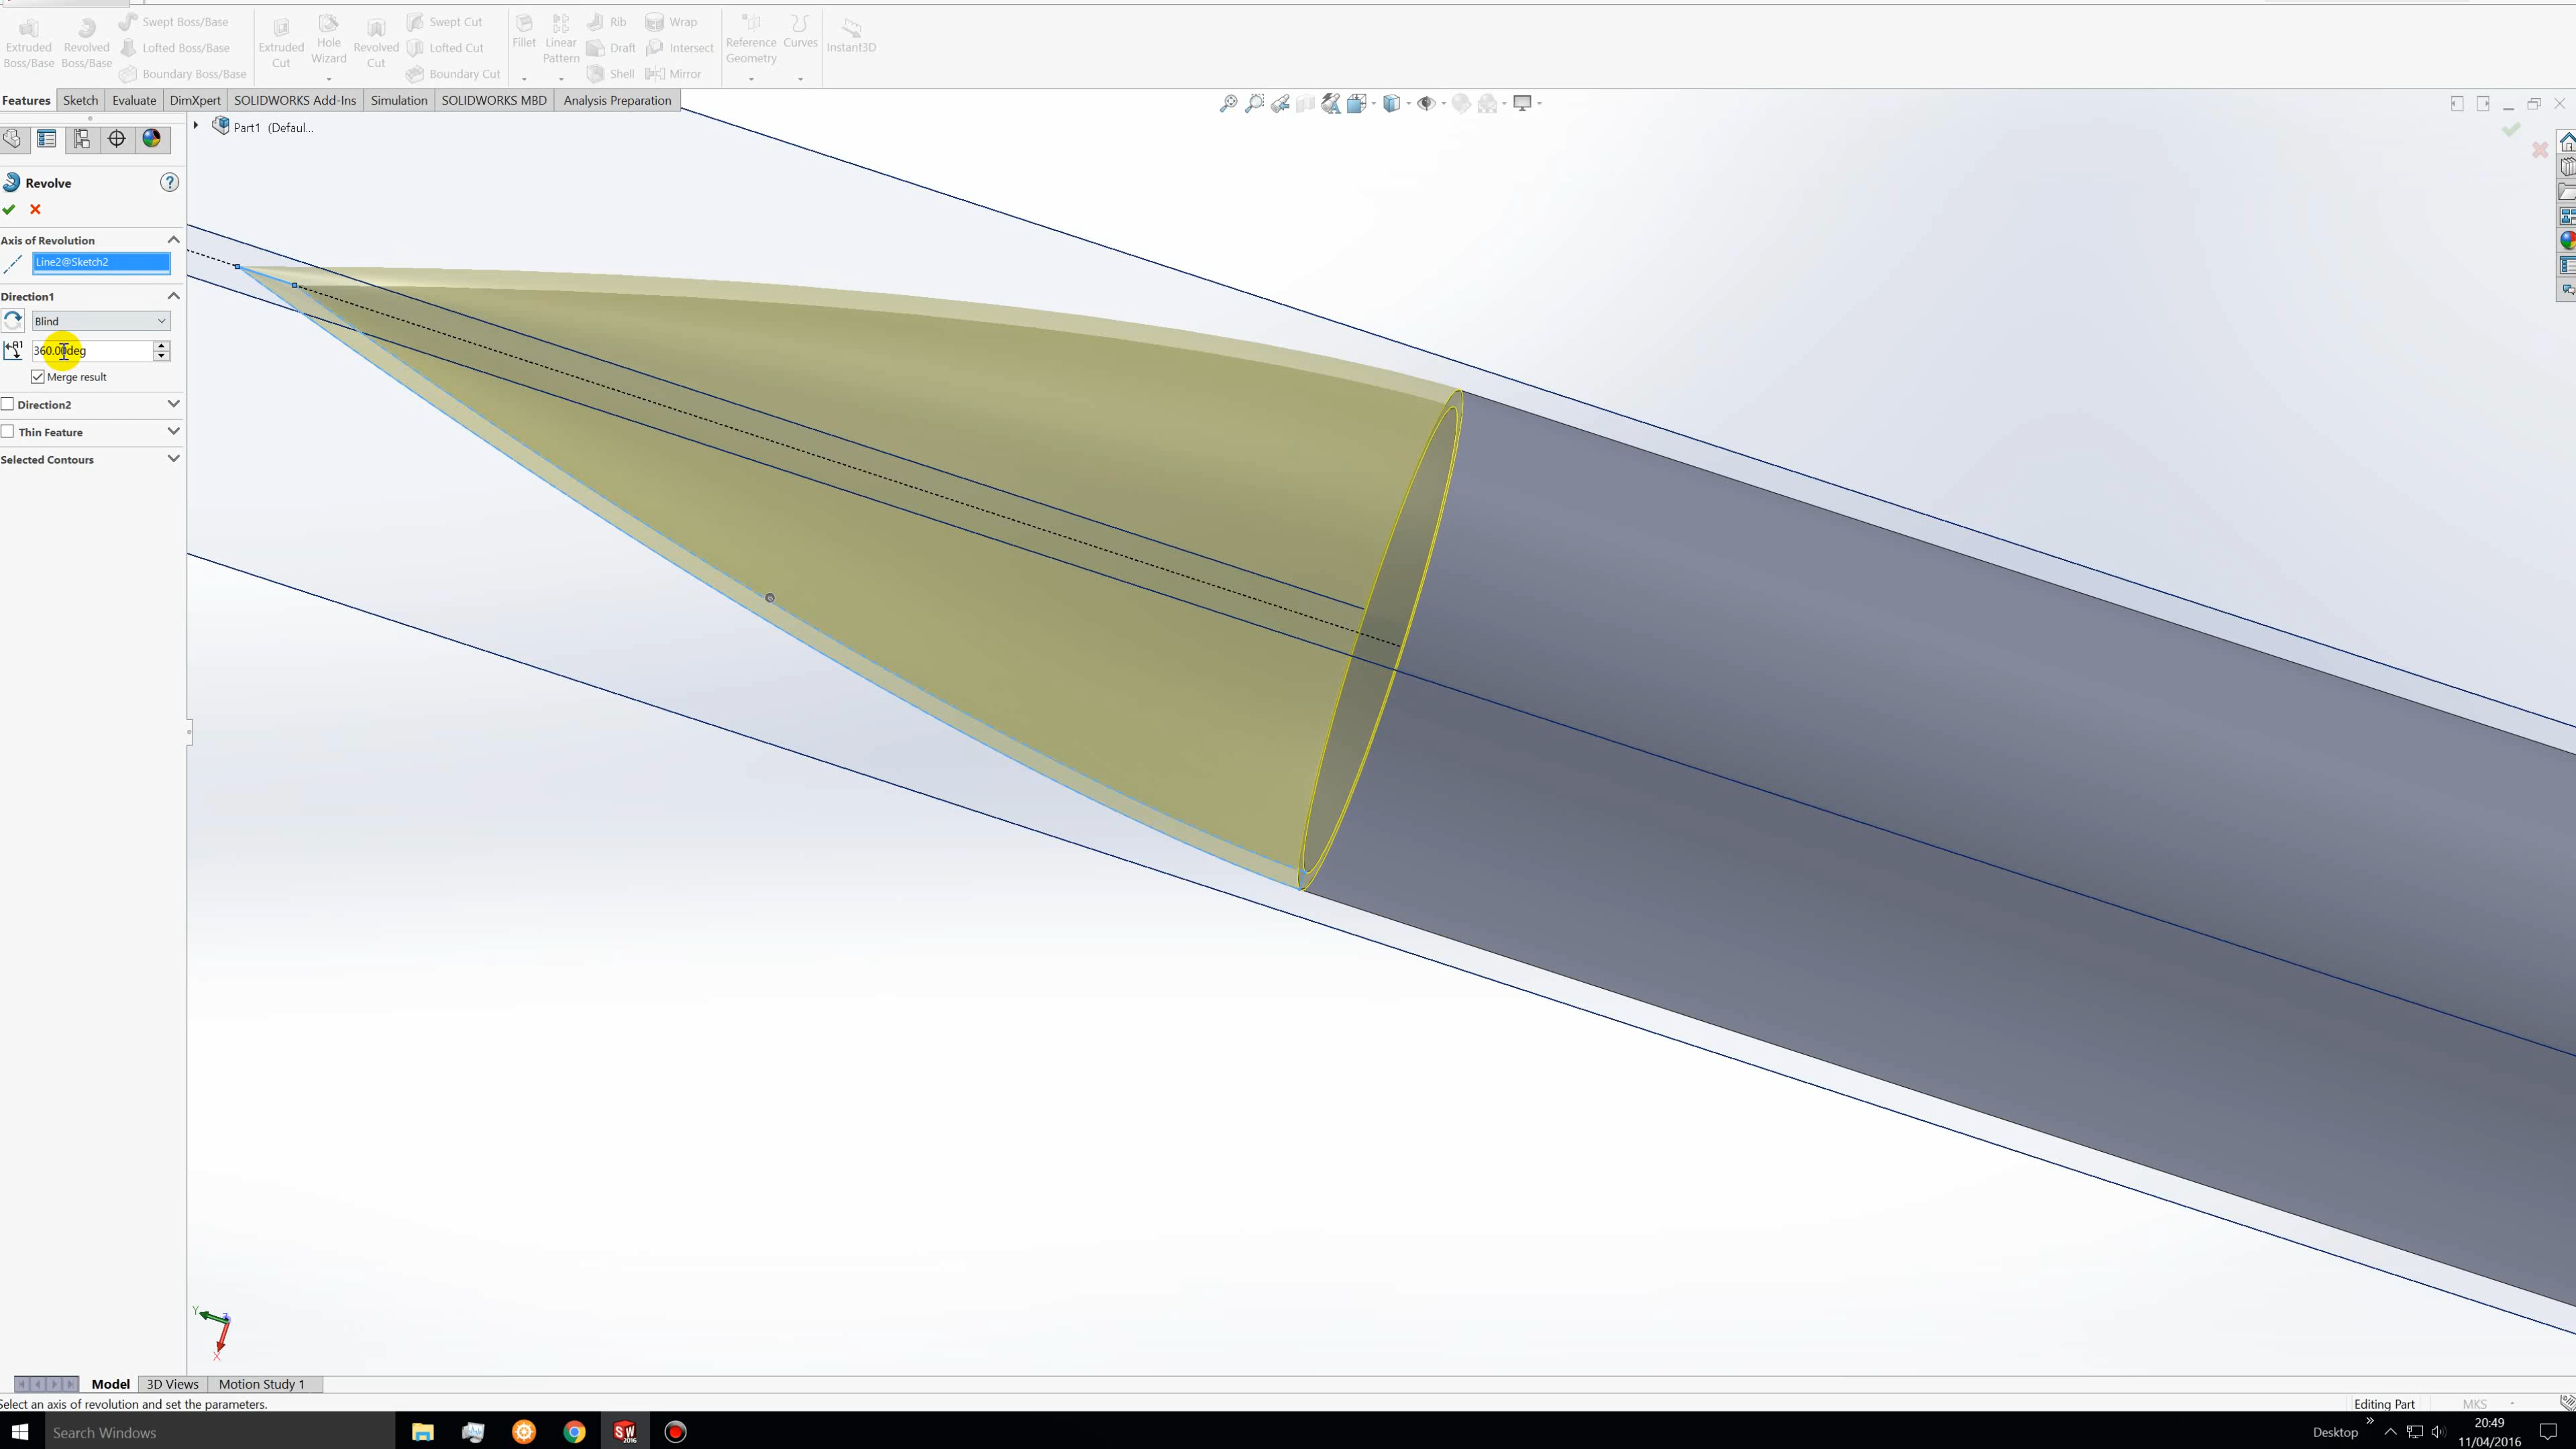 Extruded Boss/Base
Revolved Boss/Base
Swept Boss/Base
Lofted Boss/Base
Boundary Boss/Base
Extruded Cut
Hole Wizard
Revolved Cut
Swept Cut
Lofted Cut
Boundary Cut
Fillet
Linear Pattern
Rib
Draft
Shell
Wrap
Intersect
Mirror
Reference Geometry
Curves
Instant3D
Features
Sketch
Evaluate
DimXpert
SOLIDWORKS Add-Ins
Simulation
SOLIDWORKS MBD
Analysis Preparation
Part1 (Defaul...
Revolve
?
Axis of Revolution
Line2@Sketch2
Direction1
Blind
360.00deg
Merge result
Direction2
Thin Feature
Selected Contours
Y
Z
X
Model
3D Views
Motion Study 1
Select an axis of revolution and set the parameters.
Editing Part
MKS
Search Windows
SW
2016
Desktop
20:49
11/04/2016